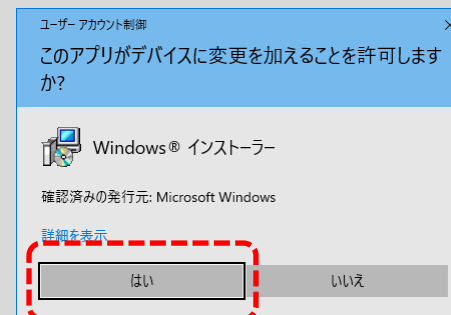 ユーザー アカウント制御
このアプリがデバイスに変更を加えることを許可します
か?
Windows® インストーラー
確認済みの発行元: Microsoft Windows
詳細を表示
はい
いいえ